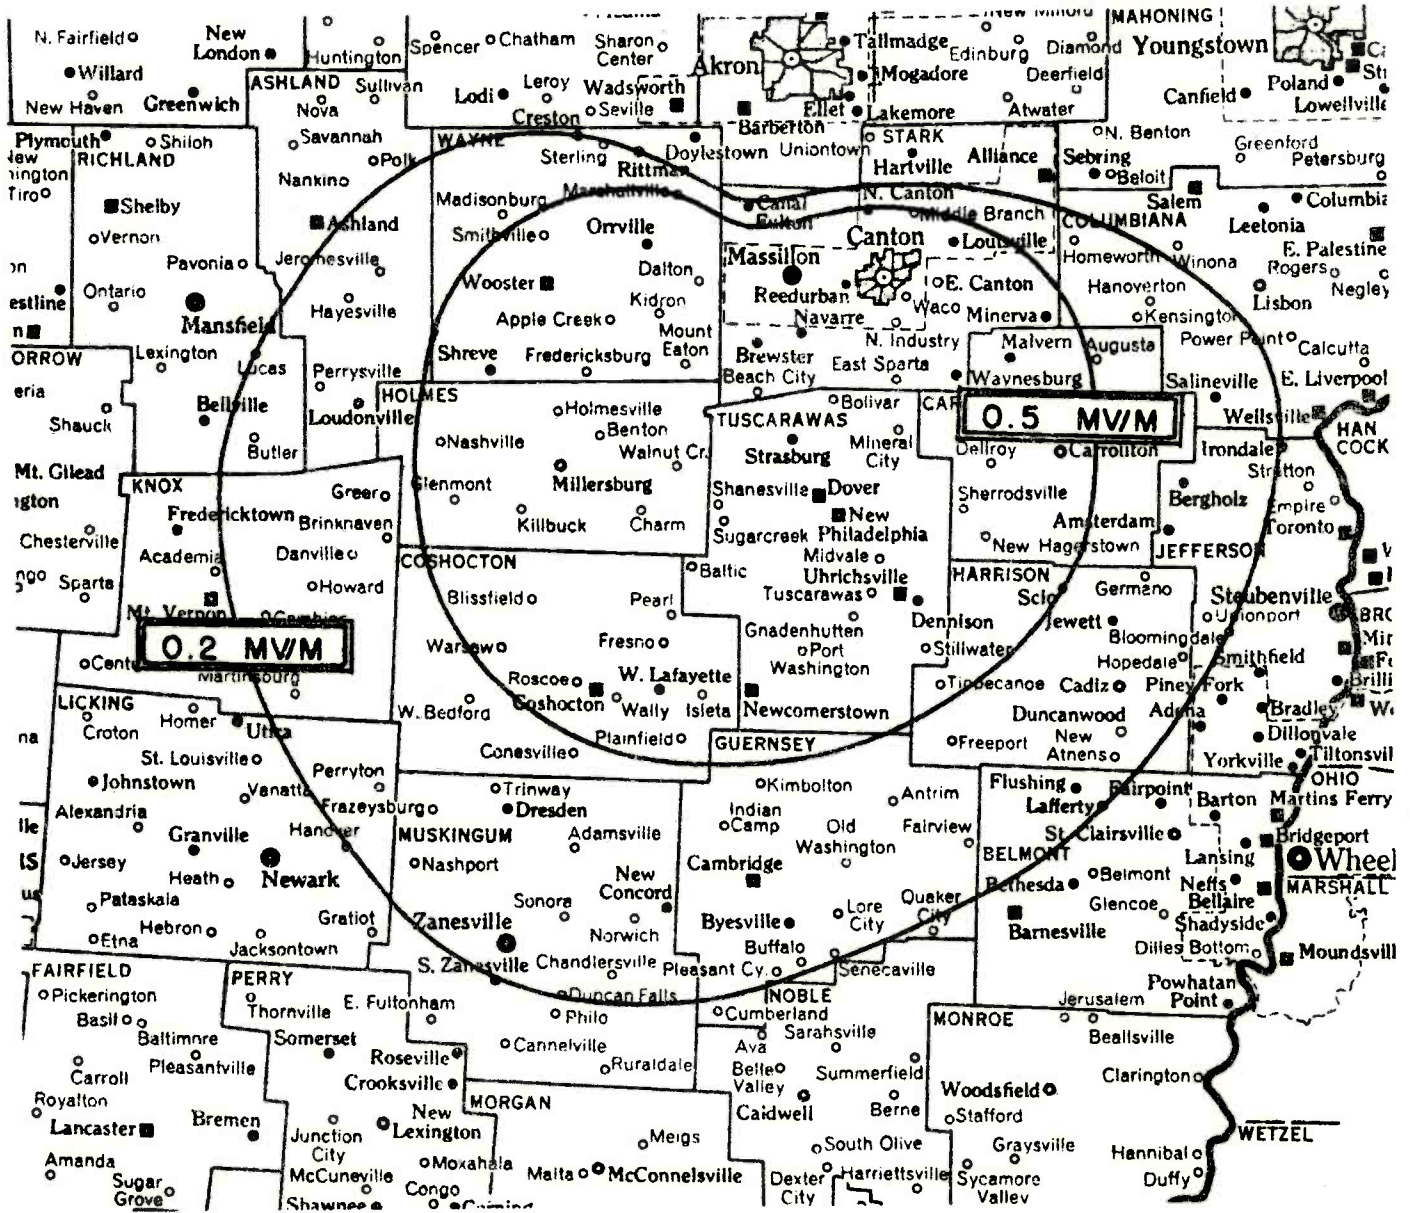 New
London
N. Fairfield
Willard
New Haven
Greenwich
Huntington
Spencer
Chatham
Sharon
Center
ASHLAND
Sullivan
Nova
Lodi
Leroy
Wadsworth
Seville
Creston
Akron
Tallmadge
Mogadore
Ellet
Lakemore
Barberton
Edinburg
Diamond
Deerfield
Atwater
MAHONING
Youngstown
Poland
Canfield
Lowellville
Plymouth
Shiloh
RICHLAND
Savannah
Polk
Nankin
WAYNE
Sterling
Rittman
Doylestown
Uniontown
STARK
Hartville
Alliance
N. Benton
Sebring
Beloit
Greenford
Petersburg
Tiro
Shelby
Vernon
Ashland
Madisonburg
Marshallville
Canal
Fulton
N. Canton
Middle Branch
Salem
COLUMBIANA
Leetonia
Pavonia
Jeromesville
Smithville
Orrville
Canton
Louisville
Massillon
Homeworth
Winona
E. Palestine
Rogers
Negley
Ontario
Mansfield
Hayesville
Wooster
Dalton
Kidron
Apple Creek
Mount
Eaton
Reedurban
Navarre
E. Canton
Waco
Minerva
Hanoverton
Kensington
Lisbon
Lexington
Lucas
Perrysville
Shreve
Fredericksburg
Brewster
Beach City
N. Industry
East Sparta
Malvern
Augusta
Waynesburg
Power Point
Calcutta
Salineville
E. Liverpool
Wellsville
Shauck
Bellville
Butler
Loudonville
HOLMES
Holmesville
Benton
Nashville
Walnut Cr.
TUSCARAWAS
Bolivar
Strasburg
Mineral
City
0.5 MV/M
Dellroy
Carrollton
Irondale
Stratton
HAN
COCK
Mt. Gilead
KNOX
Greer
Glenmont
Millersburg
Killbuck
Charm
Shanesville
Dover
Sugarcreek
New
Philadelphia
Sherrodsville
Bergholz
Empire
Toronto
Chesterville
Fredericktown
Brinkhaven
Academia
Danville
Howard
Sparta
COSHOCTON
Baltic
Midvale
Uhrichsville
Tuscarawas
Amsterdam
New Hagerstown
JEFFERSON
HARRISON
Scio
Germano
Steubenville
Unionport
Blissfield
Pearl
Dennison
Jewett
Bloomingdale
Mt. Vernon
0.2 MV/M
Martinsburg
Warsaw
Fresno
Gnadenhutten
Port
Washington
Stillwater
Hopedale
Smithfield
Roscoe
Coshocton
W. Lafayette
Wally
Isleta
Newcomerstown
Tippecanoe
Cadiz
Piney Fork
Adena
Bradley
LICKING
Croton
Homer
Utica
W. Bedford
Conesville
Plainfield
GUERNSEY
Freeport
Duncanwood
New
Athens
Dillonvale
Yorkville
Johnstown
St. Louisville
Vanatta
Perryton
Frazeysburg
Trinway
Dresden
Kimbolton
Antrim
Flushing
Lafferty
Fairpoint
Barton
OHIO
Martins Ferry
Alexandria
Granville
Hanover
MUSKINGUM
Adamsville
Indian
Camp
Old
Washington
Fairview
St. Clairsville
Bridgeport
Jersey
Heath
Newark
Nashport
Cambridge
BELMONT
Bethesda
Belmont
Lansing
Neffs
Bellaire
MARSHALL
Pataskala
Hebron
Etna
Jacksontown
Gratiot
Zanesville
Sonora
New
Concord
Norwich
Byesville
Lore
City
Quaker
City
Barnesville
Glencoe
Shadyside
Dilles Bottom
FAIRFIELD
Pickerington
Basil
PERRY
Thornville
E. Fultonham
S. Zanesville
Chandlersville
Duncan Falls
Philo
Pleasant Cy.
Buffalo
Senecaville
NOBLE
Cumberland
Sarahsville
Powhatan
Point
Jerusalem
MONROE
Beallsville
Baltimore
Pleasantville
Carroll
Royalton
Somerset
Roseville
Crooksville
Cannelville
Ruraldale
Ava
Belle
Valley
Summerfield
Clarington
Woodsfield
Lancaster
Bremen
Junction
City
New
Lexington
MORGAN
Meigs
Caldwell
Berne
Stafford
Graysville
WETZEL
Amanda
Sugar
Grove
McCuneville
Moxahala
Congo
Malta
McConnelsville
South Olive
Dexter
City
Harriettsville
Sycamore
Valley
Hannibal
Duffy